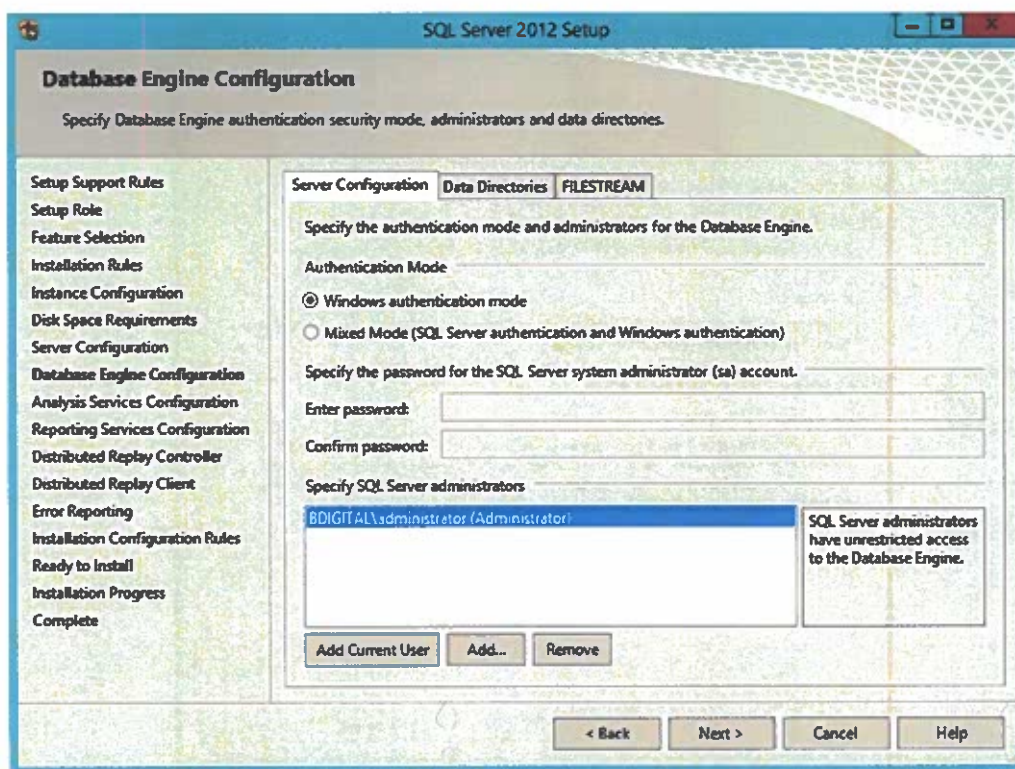 SQL Server 2012 Setup
Database Engine Configuration
Specify Database Engine authentication security mode, administrators and data directories.
Setup Support Rules
Setup Role
Feature Selection
Installation Rules
Instance Configuration
Disk Space Requirements
Server Configuration
Database Engine Configuration
Analysis Services Configuration
Reporting Services Configuration
Distributed Replay Controller
Distributed Replay Client
Error Reporting
Installation Configuration Rules
Ready to Install
Installation Progress
Complete
Server Configuration
Data Directories
FILESTREAM
Specify the authentication mode and administrators for the Database Engine.
Authentication Mode
Windows authentication mode
Mixed Mode (SQL Server authentication and Windows authentication)
Specify the password for the SQL Server system administrator (sa) account.
Enter password:
Confirm password:
Specify SQL Server administrators
BDIGITAL\administrator (Administrator)
SQL Server administrators
have unrestricted access
to the Database Engine.
Add Current User
Add...
Remove
< Back
Next >
Cancel
Help